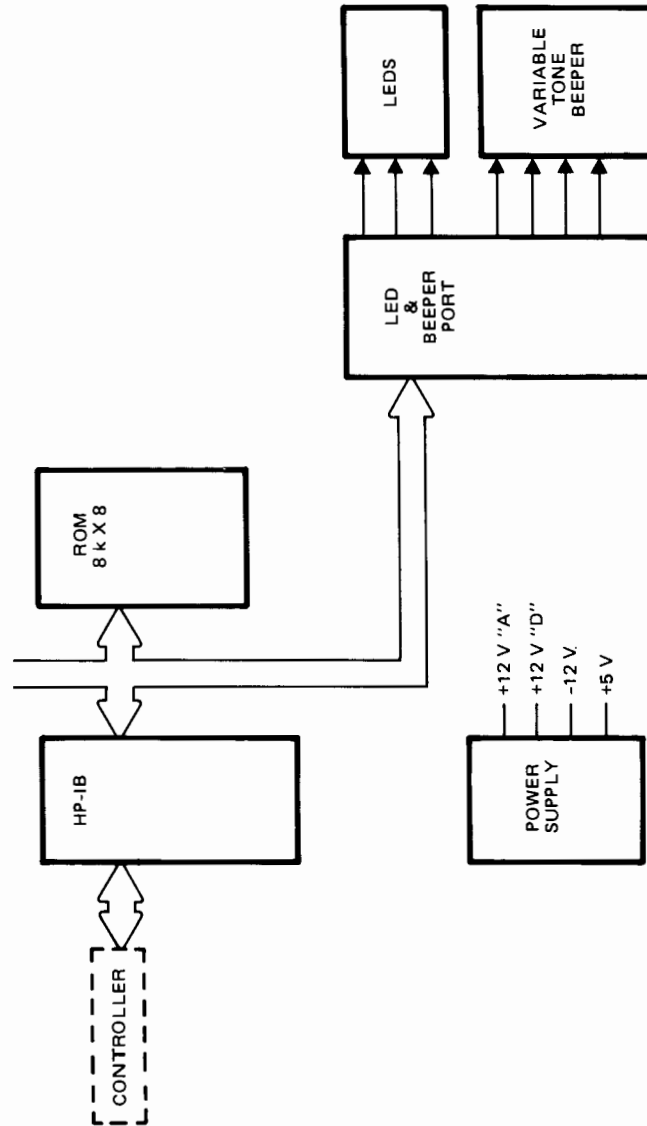 CONTROLLER
HP-IB
ROM
8 k X 8
POWER
SUPPLY
+12 V "A"
+12 V "D"
-12 V.
+5 V
LED
&
BEEPER
PORT
LEDS
VARIABLE
TONE
BEEPER